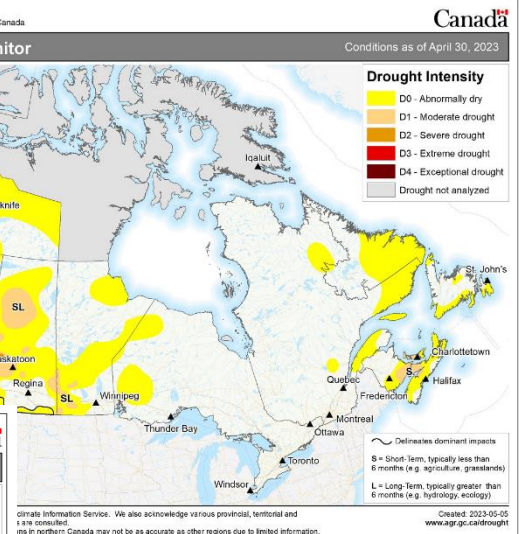 Canada
Canada
nitor
Conditions as of April 30, 2023
Drought Intensity
D0 - Abnormally dry
D1 - Moderate drought
D2 - Severe drought
D3 - Extreme drought
D4 - Exceptional drought
Drought not analyzed
Iqaluit
knife
St. John's
SL
skatoon
Charlottetown
Regina
S
Halifax
SL
Winnipeg
Quebec
Fredericton
Thunder Bay
Montreal
Ottawa
Toronto
Windsor
Delineates dominant impacts
S = Short-Term, typically less than
6 months (e.g. agriculture, grasslands)
L = Long-Term, typically greater than
6 months (e.g. hydrology, ecology)
climate Information Service. We also acknowledge various provincial, territorial and
s are consulted.
ns in northern Canada may not be as accurate as other regions due to limited information.
Created: 2023-05-05
www.agr.gc.ca/drought